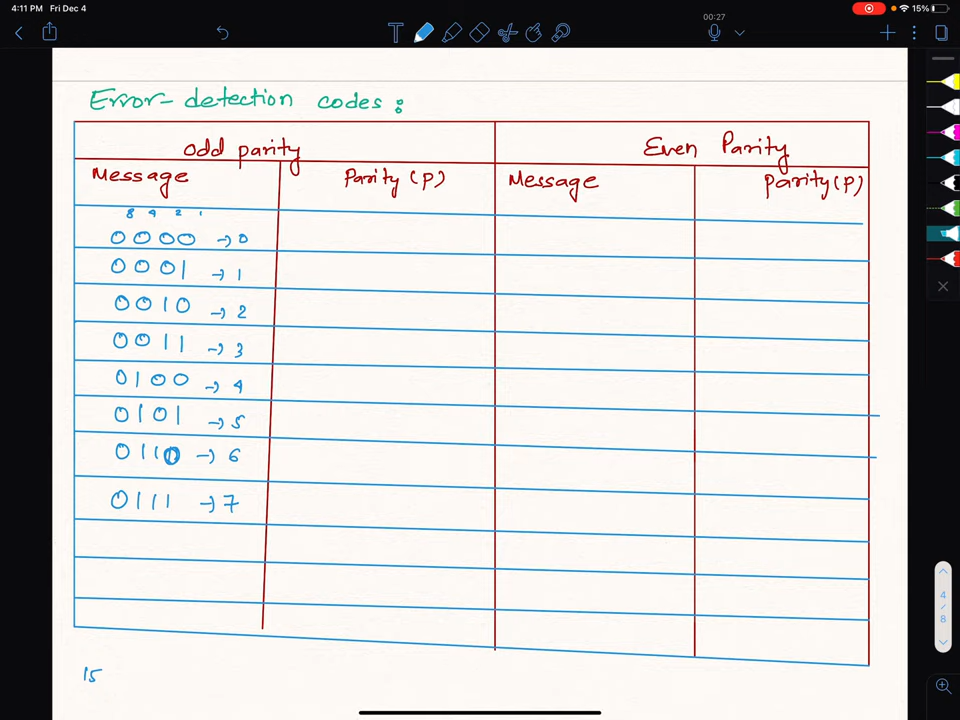 4:11 PM Fri Dec 4
15%
00:27
Error-detection codes:
odd parity
Even Parity
Message
Parity (P)
Message
Parity (P)
8 4 2 1
0000 → 0
0001 → 1
0010 → 2
0011 → 3
0100 → 4
0101 → 5
0110 → 6
0111 → 7
15
4
/
8